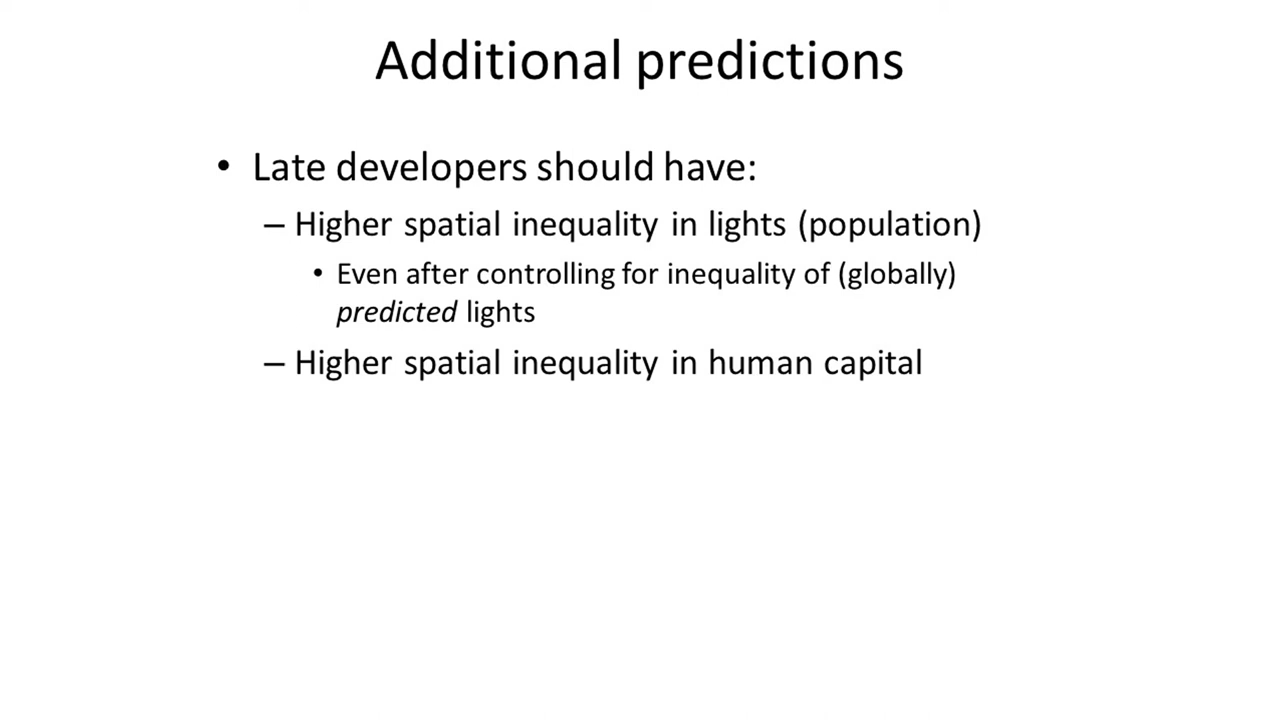 Additional predictions
• Late developers should have:
– Higher spatial inequality in lights (population)
• Even after controlling for inequality of (globally)
predicted lights
– Higher spatial inequality in human capital